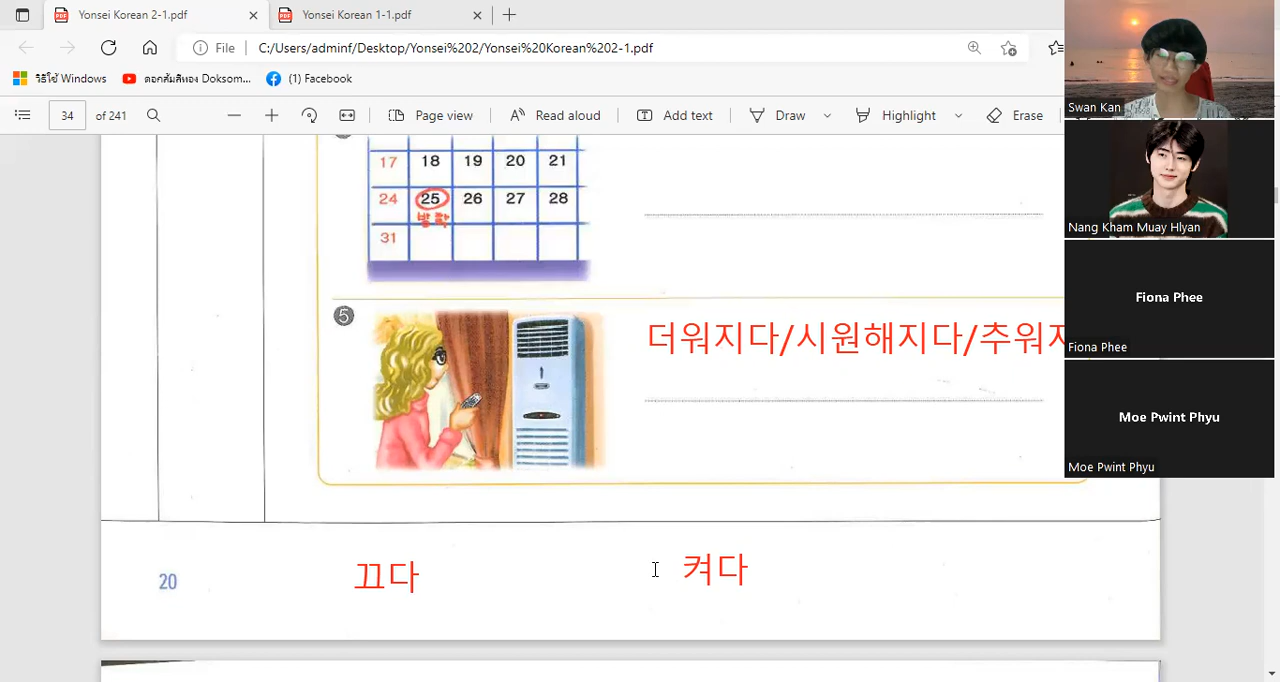 Yonsei Korean 2-1.pdf
Yonsei Korean 1-1.pdf
File C:/Users/adminf/Desktop/Yonsei%202/Yonsei%20Korean%202-1.pdf
วิธีใช้ Windows
ดอกส้มสีทอง Doksom...
(1) Facebook
34 of 241
Page view
Read aloud
Add text
Draw
Highlight
Erase
17 18 19 20 21
24 25 26 27 28
방학
31
5
더워지다/시원해지다/추워지
끄다
켜다
20
Swan Kan
Nang Kham Muay Hlyan
Fiona Phee
Fiona Phee
Moe Pwint Phyu
Moe Pwint Phyu